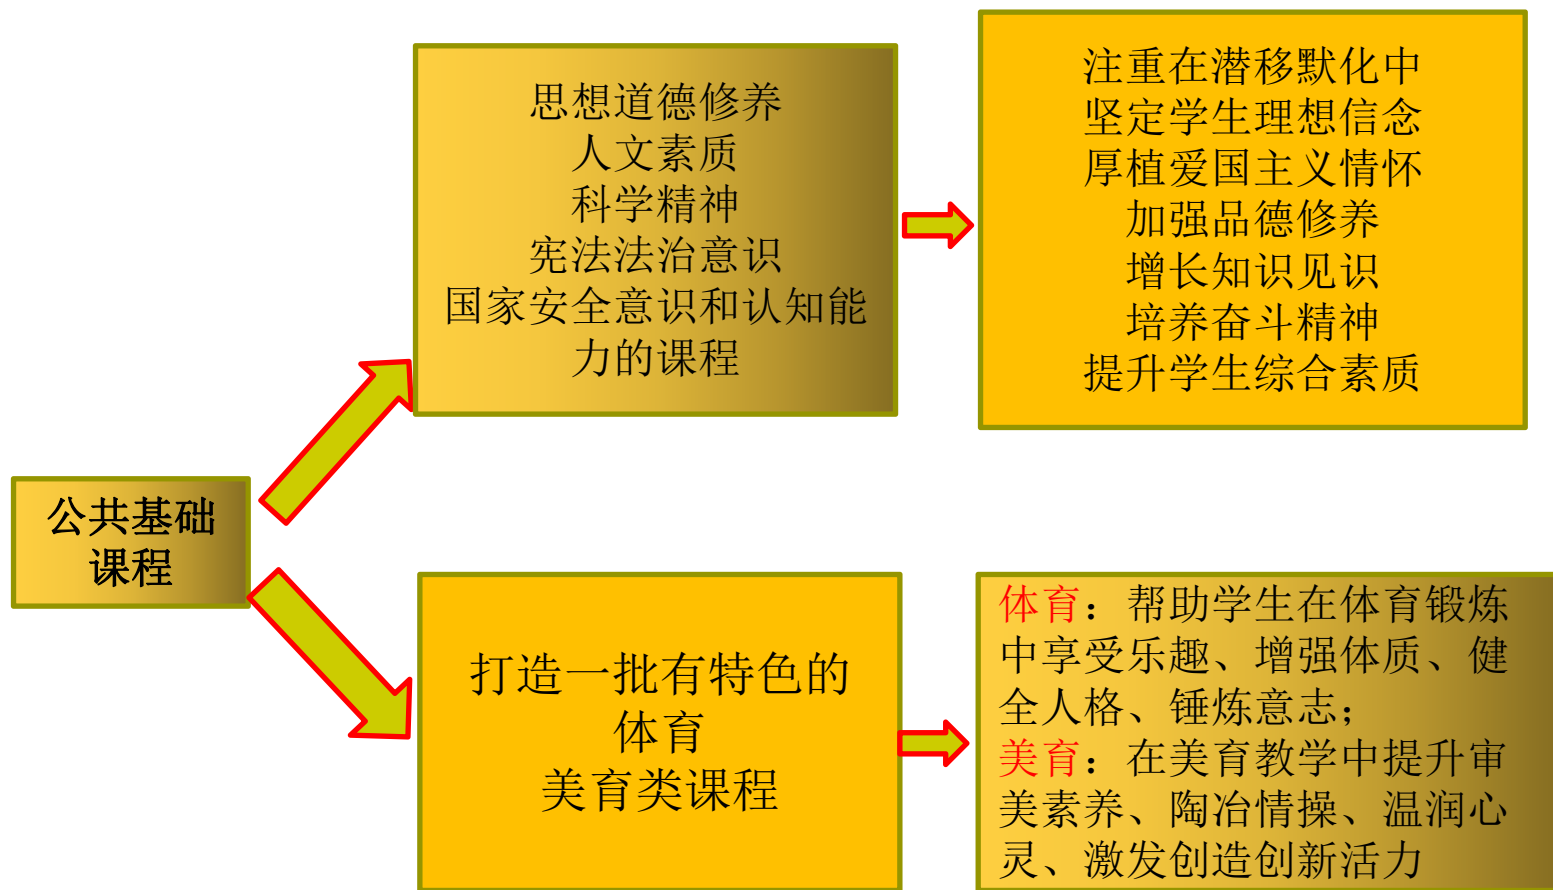 思想道德修养
人文素质
科学精神
宪法法治意识
国家安全意识和认知能
力的课程
注重在潜移默化中
坚定学生理想信念
厚植爱国主义情怀
加强品德修养
增长知识见识
培养奋斗精神
提升学生综合素质
公共基础
课程
打造一批有特色的
体育
美育类课程
体育：帮助学生在体育锻炼
中享受乐趣、增强体质、健
全人格、锤炼意志；
美育：在美育教学中提升审
美素养、陶冶情操、温润心
灵、激发创造创新活力